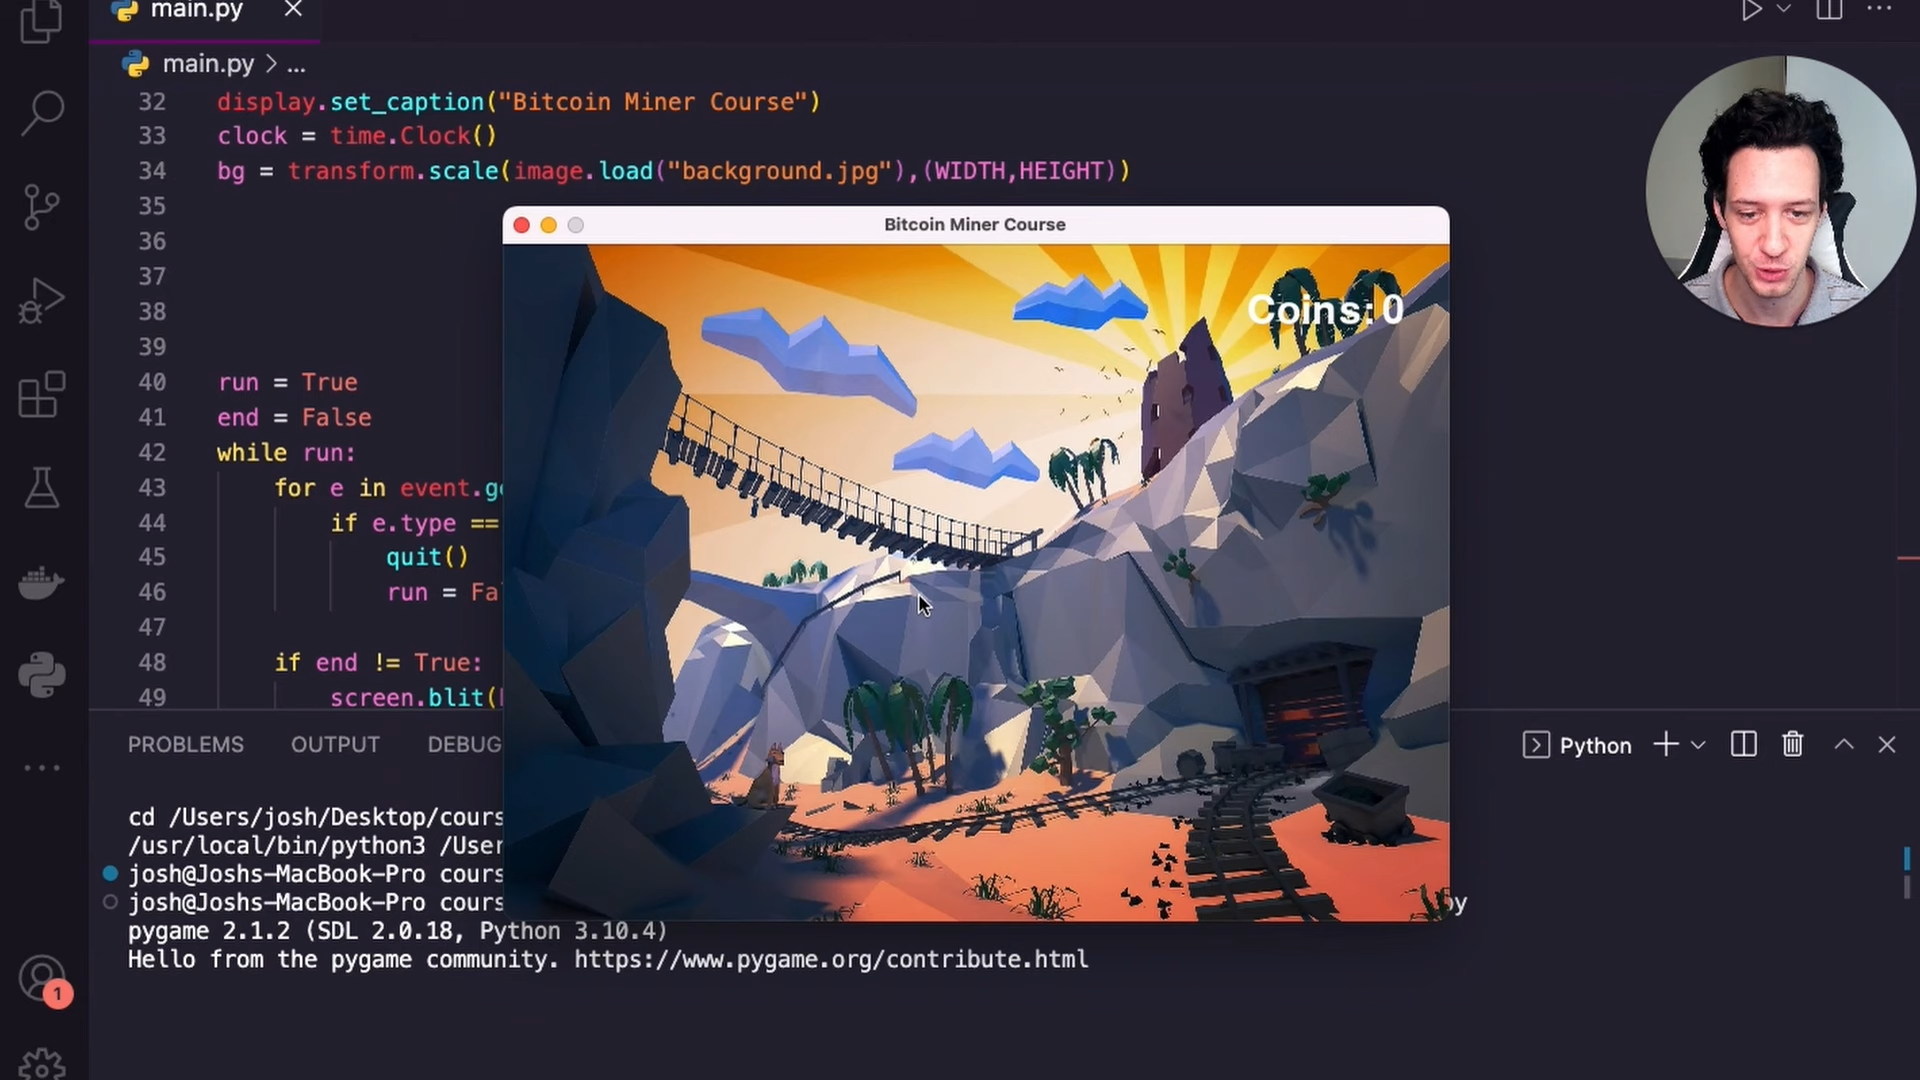 main.py
main.py > ...
32 display.set_caption("Bitcoin Miner Course")
33 clock = time.Clock()
34 bg = transform.scale(image.load("background.jpg"),(WIDTH,HEIGHT))
35
Bitcoin Miner Course
36
37
Coins: 0
38
39
40 run = True
41 end = False
42 while run:
43 for e in event.g
44 if e.type ==
45 quit()
46 run = Fa
47
48 if end != True:
49 screen.blit(
PROBLEMS OUTPUT DEBUG
Python
cd /Users/josh/Desktop/cours
/usr/local/bin/python3 /User
josh@Joshs-MacBook-Pro cours
josh@Joshs-MacBook-Pro cours
py
pygame 2.1.2 (SDL 2.0.18, Python 3.10.4)
Hello from the pygame community. https://www.pygame.org/contribute.html
1